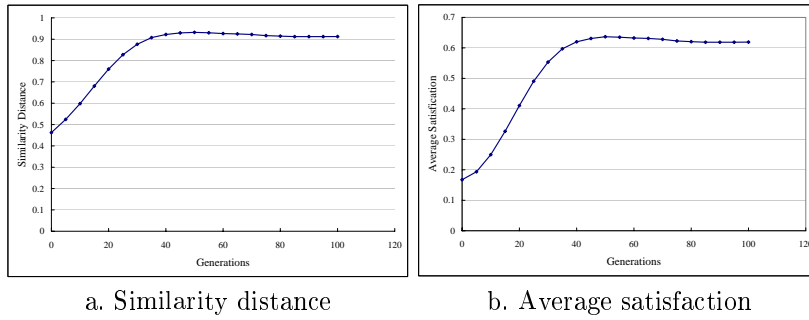 1
0.9
0.8
0.7
0.6
0.5
0.4
0.3
0.2
0.1
0
Similarity Distance
0 20 40 60 80 100 120
Generations
a. Similarity distance
0.7
0.6
0.5
0.4
0.3
0.2
0.1
0
Average Satisfication
0 20 40 60 80 100 120
Generations
b. Average satisfaction